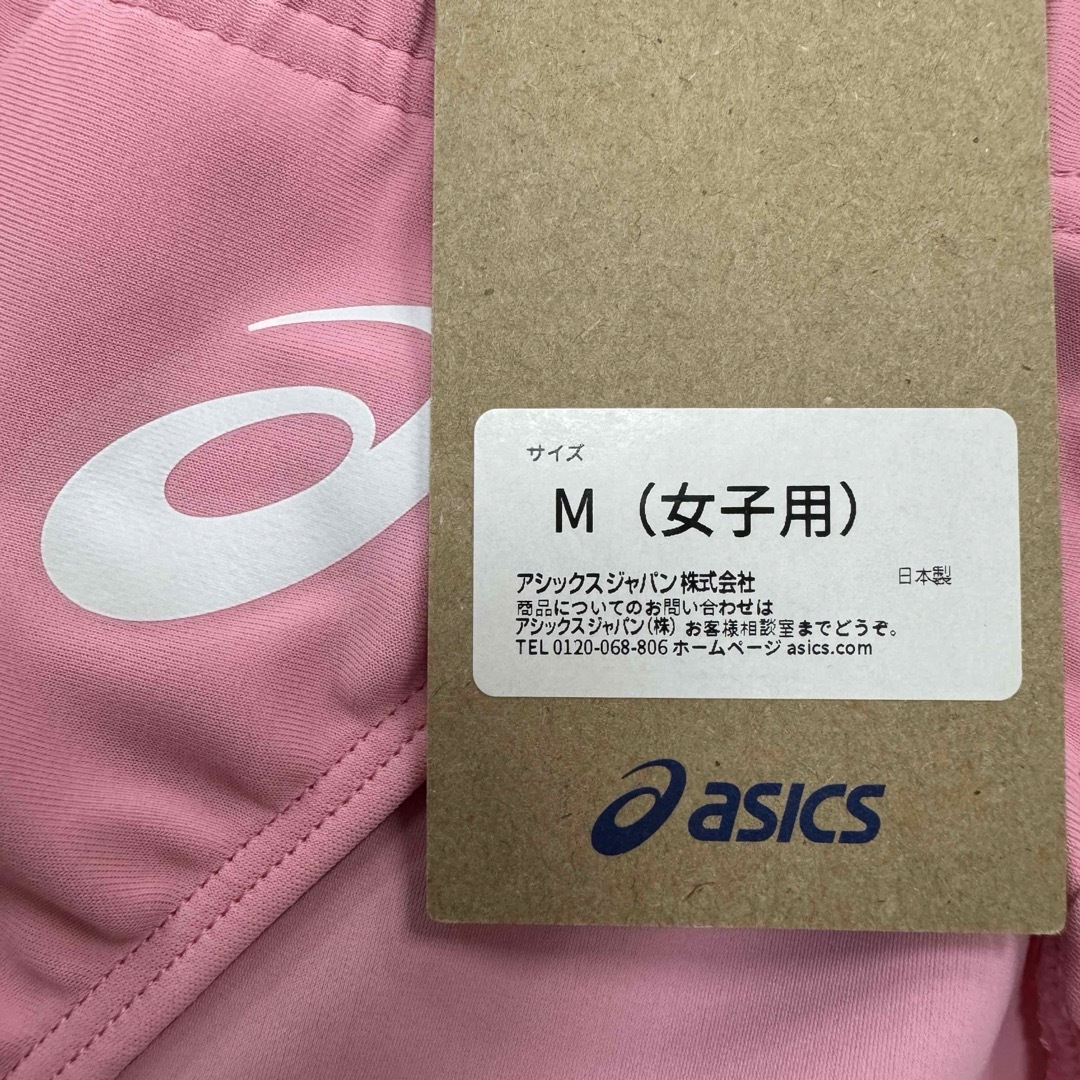 サイズ
M（女子用）
アシックスジャパン株式会社
日本製
商品についてのお問い合わせは
アシックスジャパン（株）お客様相談室までどうぞ。
TEL 0120-068-806 ホームページ asics.com
asics